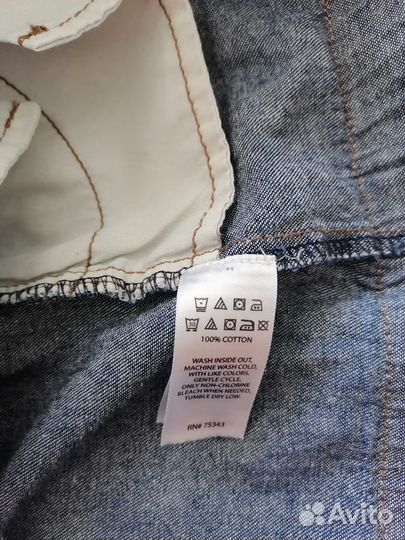 30
100% COTTON
WASH INSIDE OUT,
MACHINE WASH COLD,
WITH LIKE COLORS,
GENTLE CYCLE,
ONLY NON-CHLORINE
BLEACH WHEN NEEDED,
TUMBLE DRY LOW.
RN# 75343
Avito